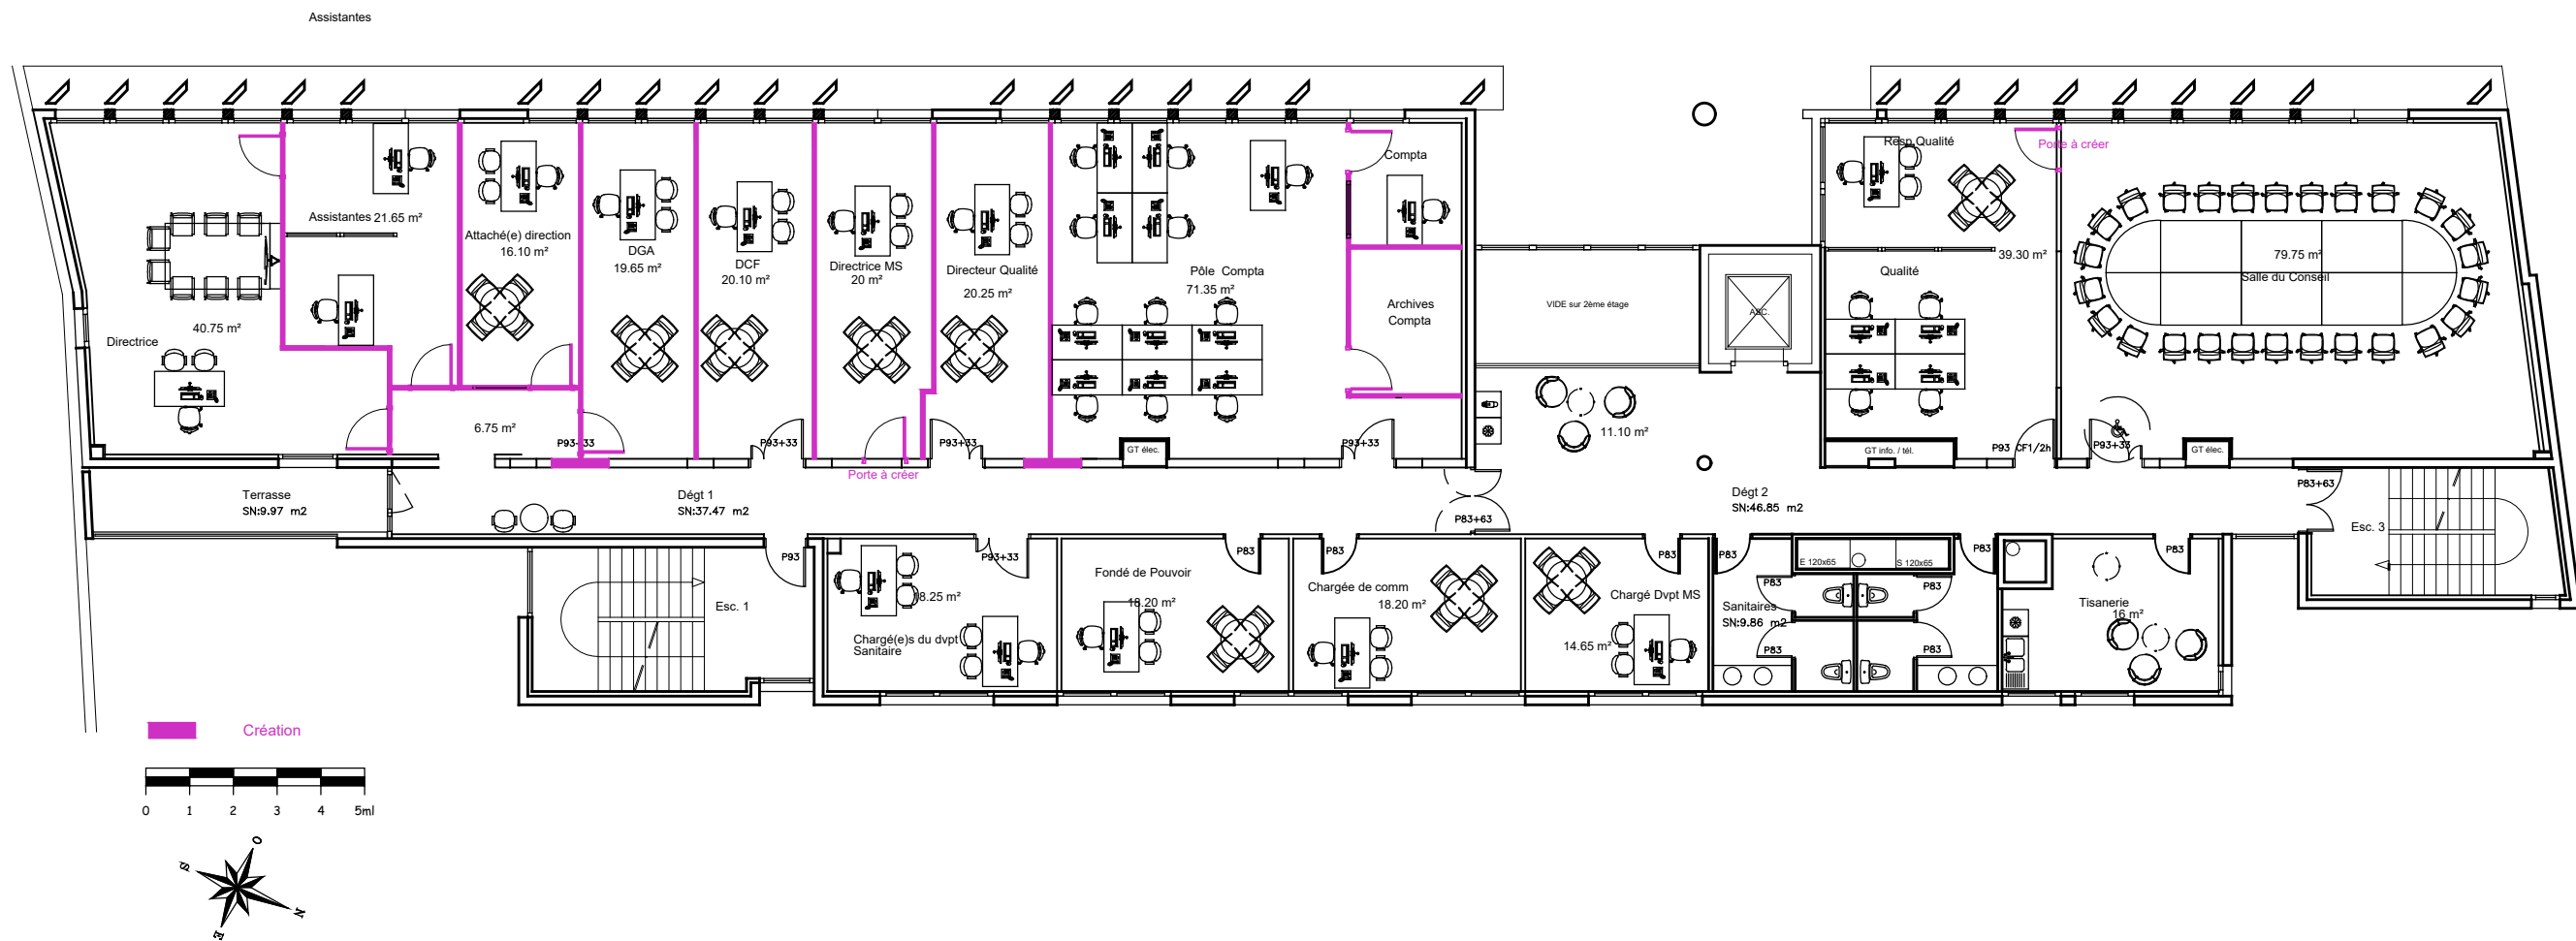 Assistantes
Compta
Resp Qualité
Porte à créer
Assistantes 21.65 m²
Attaché(e) direction
16.10 m²
DGA
19.65 m²
DCF
20.10 m²
Directrice MS
20 m²
Directeur Qualité
20.25 m²
Pôle Compta
71.35 m²
Archives
Compta
VIDE sur 2ème étage
ASC.
Qualité
39.30 m²
79.75 m²
Salle du Conseil
40.75 m²
Directrice
6.75 m²
P93+33
P93+33
P93+33
P93+33
GT élec.
11.10 m²
GT info. / tél.
P93 CF1/2h
P93+33
GT élec.
Porte à créer
Terrasse
SN:9.97 m2
Dégt 1
SN:37.47 m2
P83+63
Dégt 2
SN:46.85 m2
P83+63
Esc. 3
P93
P93+33
P83
P83
P83
P83
P83
P83
E 120x65
S 120x65
Esc. 1
18.25 m²
Chargé(e)s du dvpt
Sanitaire
Fondé de Pouvoir
18.20 m²
Chargée de comm
18.20 m²
Chargé Dvpt MS
14.65 m²
P83
P83
Sanitaires
SN:9.86 m2
P83
P83
Tisanerie
16 m²
Création
0 1 2 3 4 5ml
O
S
N
E